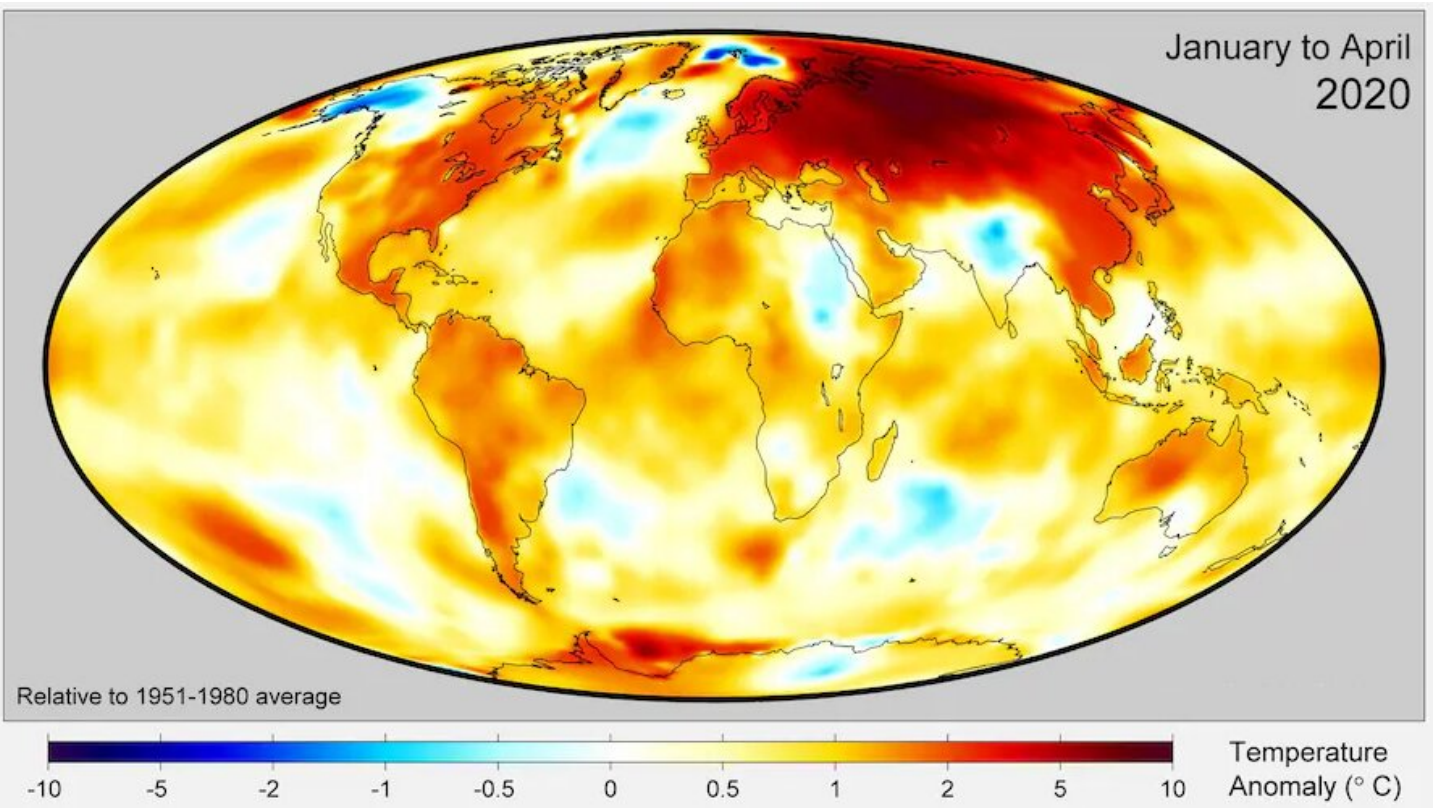 January to April
2020
Relative to 1951-1980 average
-10 -5 -2 -1 -0.5 0 0.5 1 2 5 10
Temperature
Anomaly (° C)